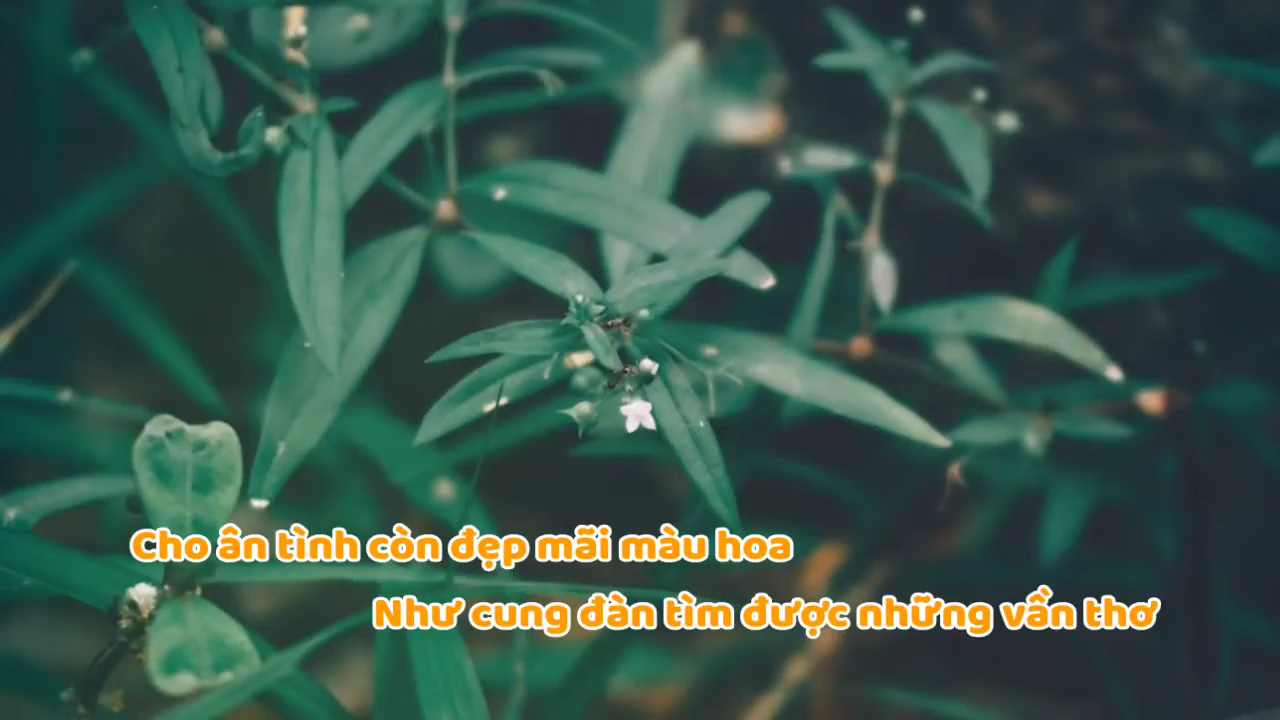 Cho ân tình còn đẹp mãi màu hoa
Như cung đàn tìm được những vần thơ